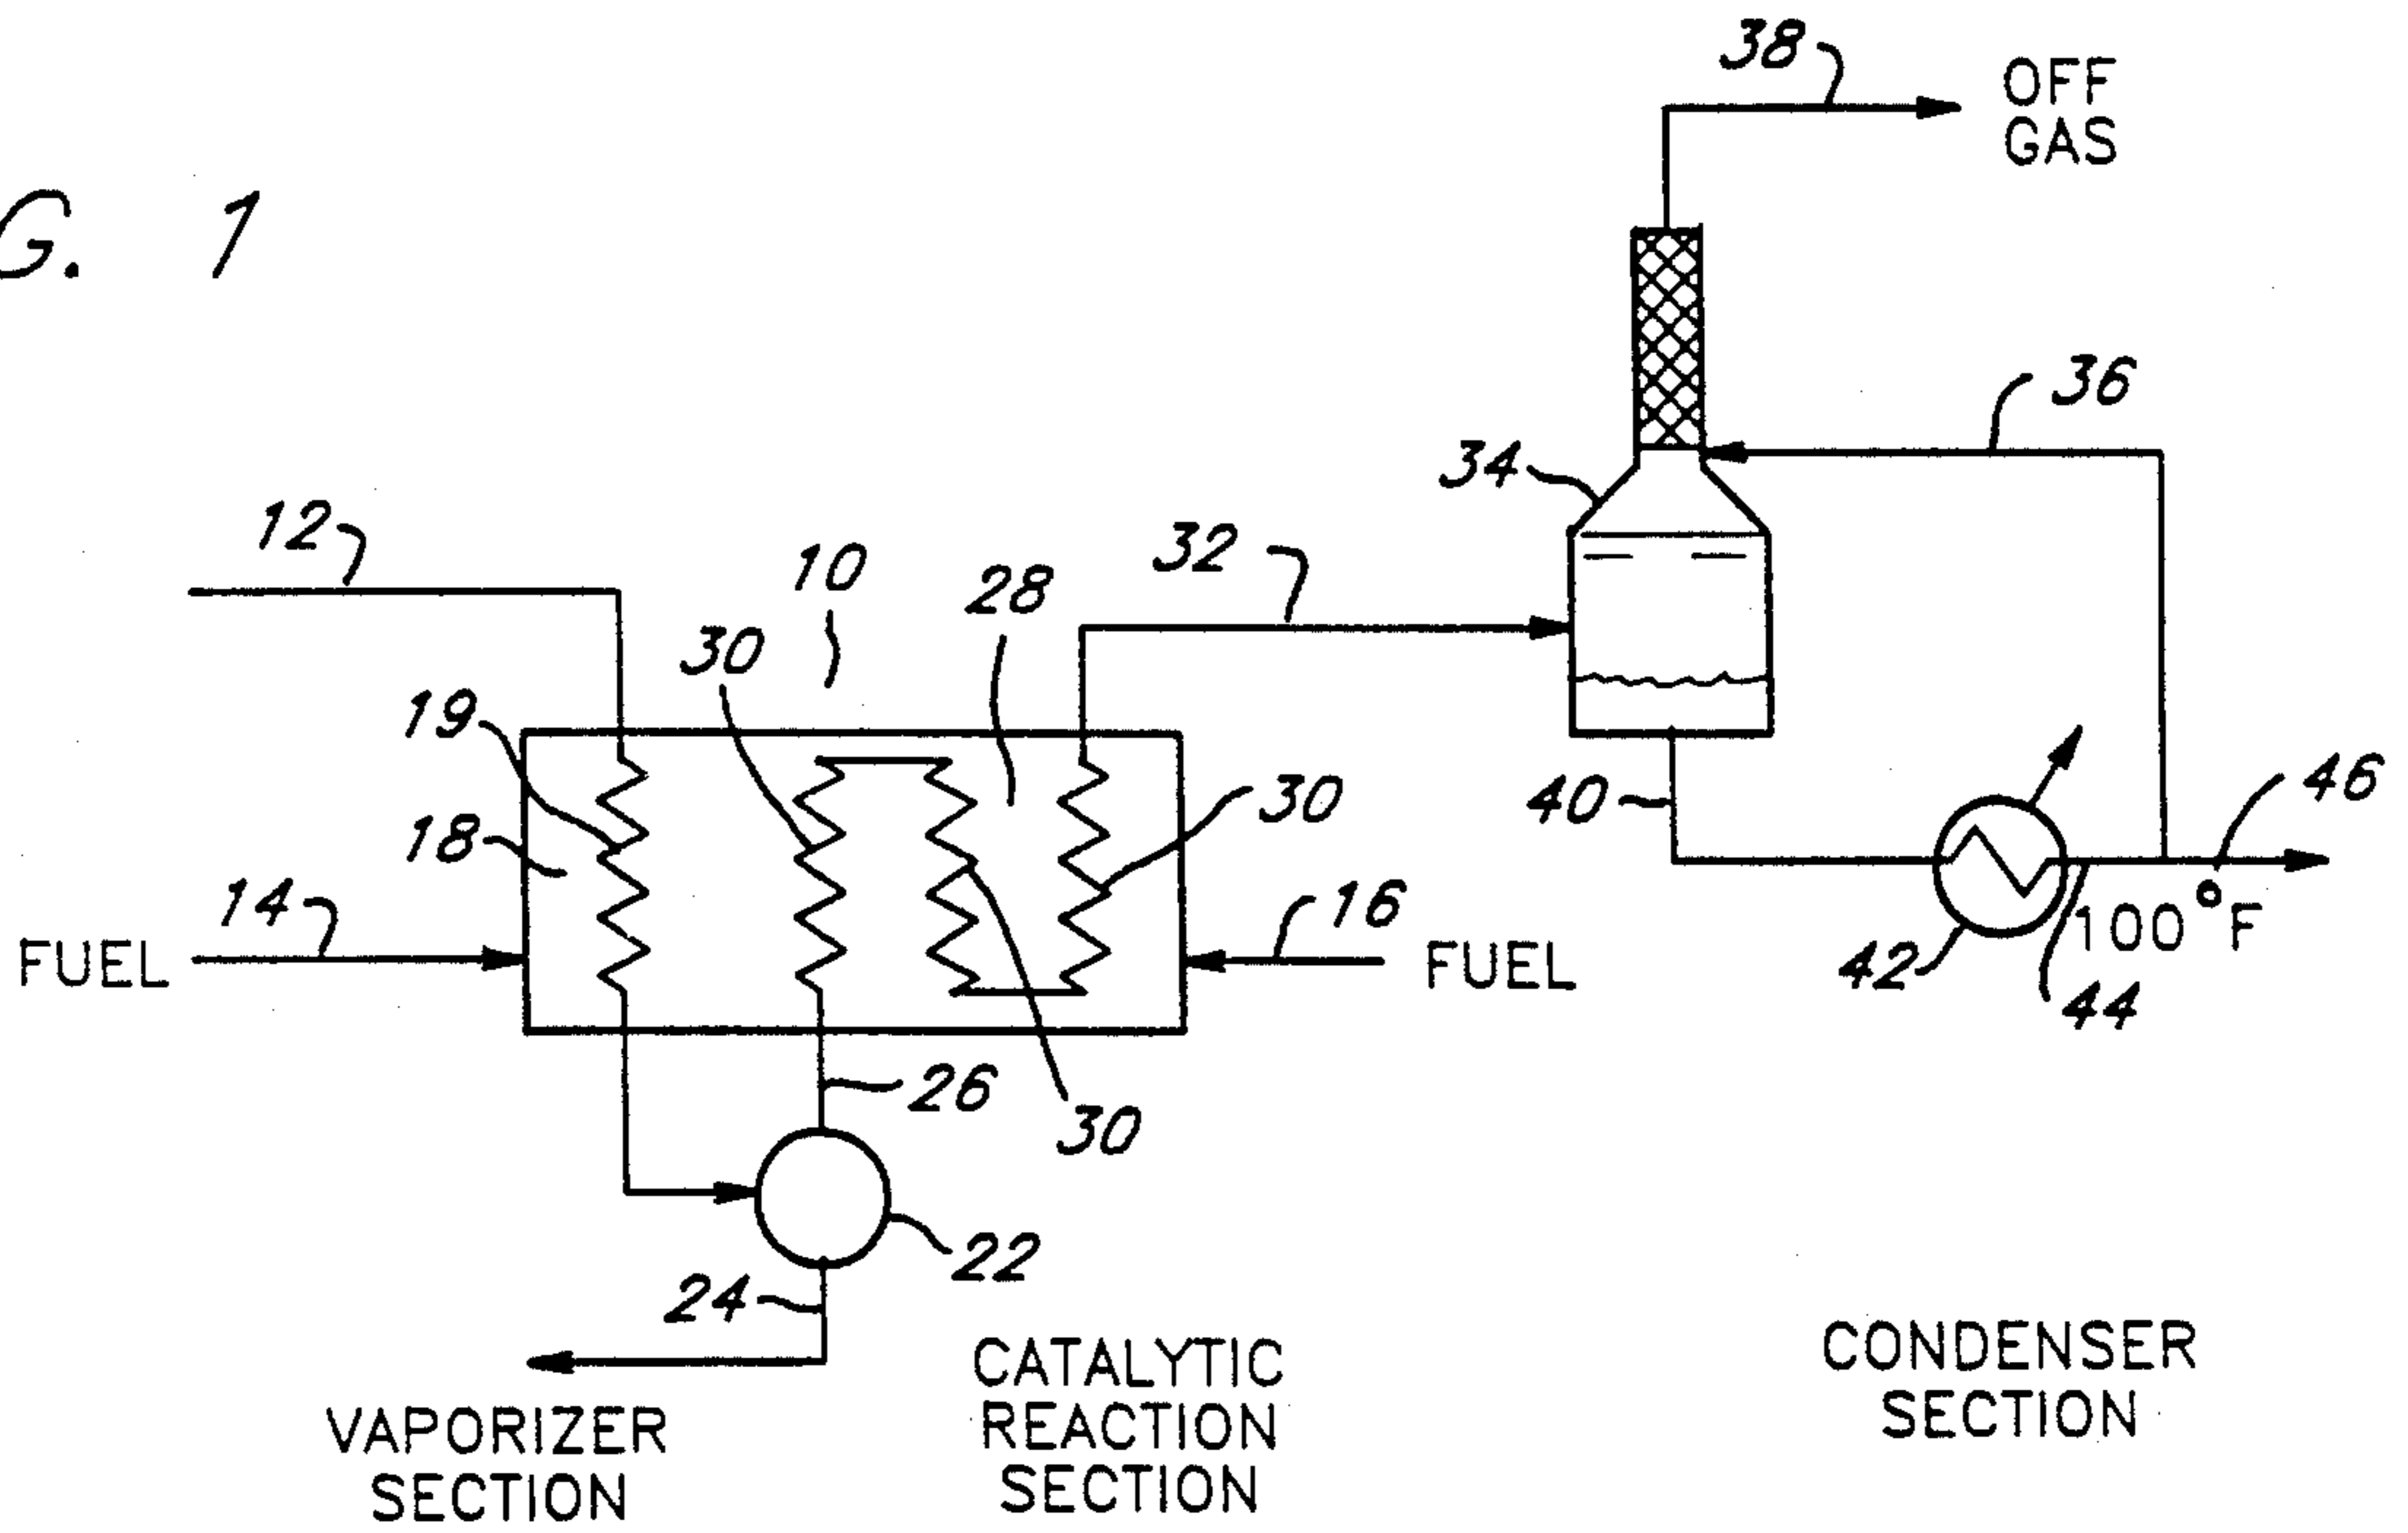 G. 1
38
OFF
GAS
36
34
12
10
28
32
30
19
18
30
40
46
14
16
FUEL
FUEL
100°F
42
44
26
30
22
24
VAPORIZER
SECTION
CATALYTIC
REACTION
SECTION
CONDENSER
SECTION